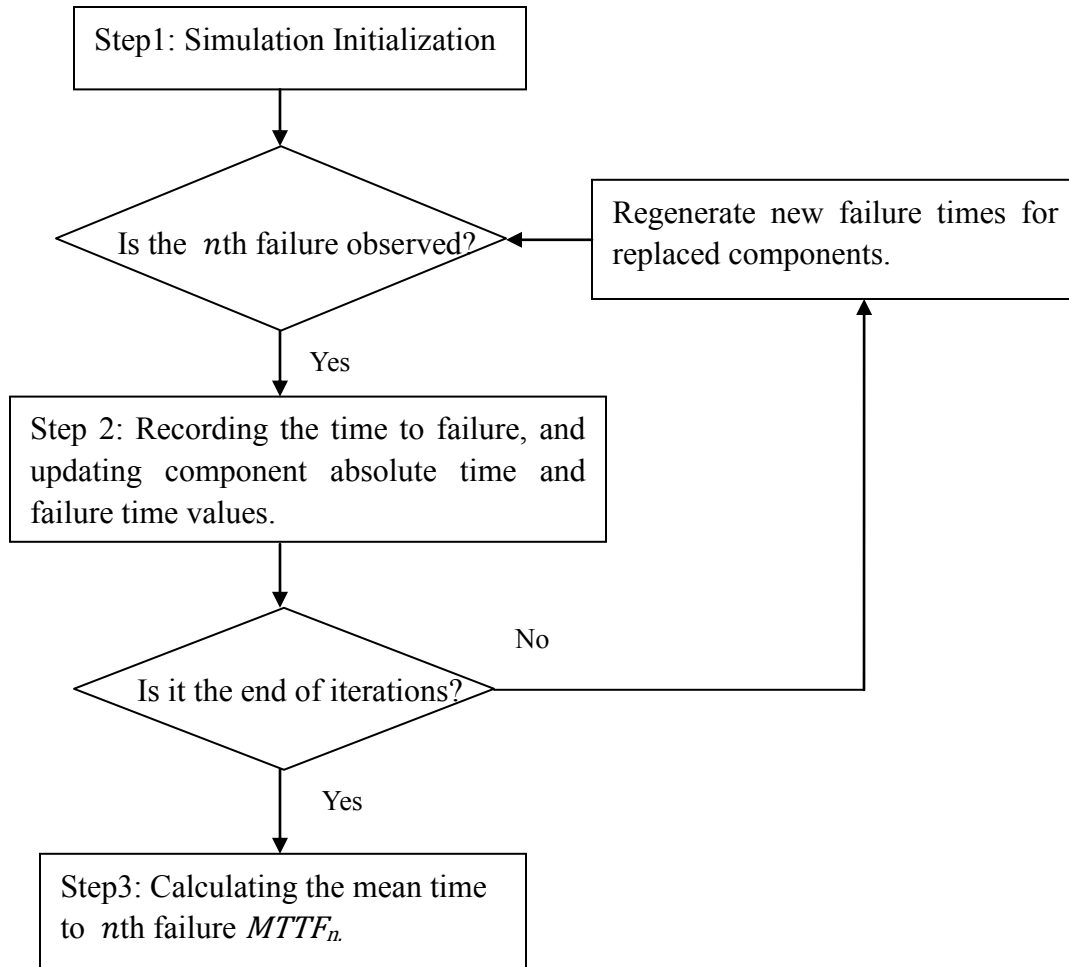 Step1: Simulation Initialization
Is the nth failure observed?
Regenerate new failure times for
replaced components.
Yes
Step 2: Recording the time to failure, and
updating component absolute time and
failure time values.
No
Is it the end of iterations?
Yes
Step3: Calculating the mean time
to nth failure MTTFn.